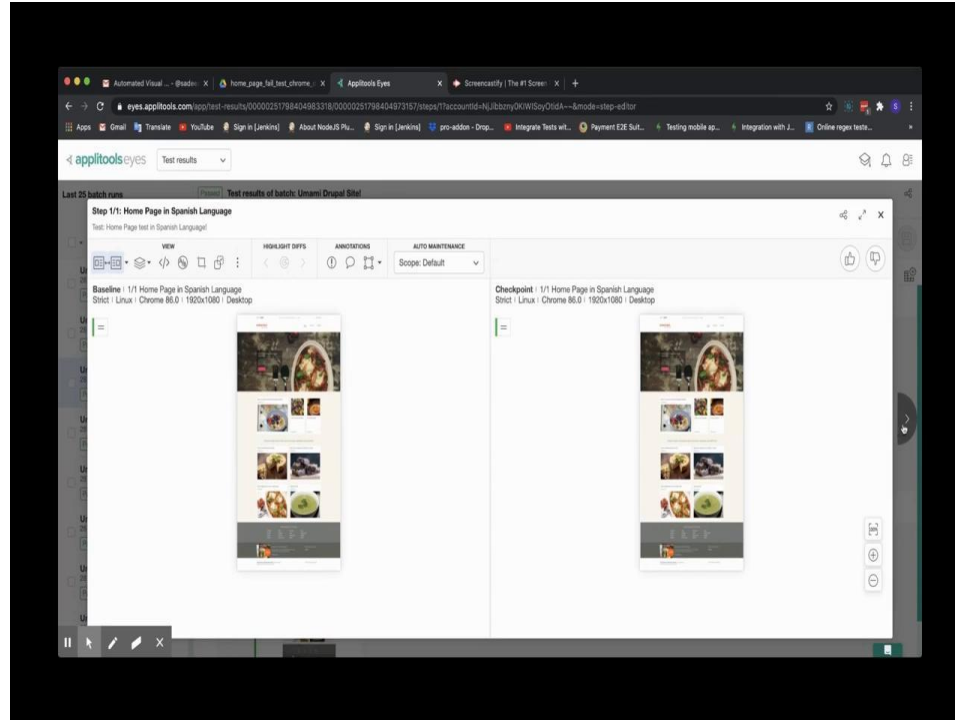 Automated Visual ... - @sadee X
home_page_fail_test_chrome_ X
Applitools Eyes X
Screencastify | The #1 Screen X +
eyes.applitools.com/app/test-results/00000251798404983318/00000251798404973157/steps/1?accountId=NjJibbznyOKIWISoyOtIdA~~&mode=step-editor
Apps Gmail Translate YouTube Sign in [Jenkins] About NodeJS Plu... Sign in [Jenkins] pro-addon - Drop... Integrate Tests wit... Payment E2E Suit... Testing mobile ap... Integration with J... Online regex teste...
applitools eyes Test results
Last 25 batch runs Passed Test results of batch: Umami Drupal Site!
Step 1/1: Home Page in Spanish Language
Test: Home Page test in Spanish Language!
VIEW HIGHLIGHT DIFFS ANNOTATIONS AUTO MAINTENANCE
Scope: Default
Baseline | 1/1 Home Page in Spanish Language
Strict | Linux | Chrome 86.0 | 1920x1080 | Desktop
Checkpoint | 1/1 Home Page in Spanish Language
Strict | Linux | Chrome 86.0 | 1920x1080 | Desktop